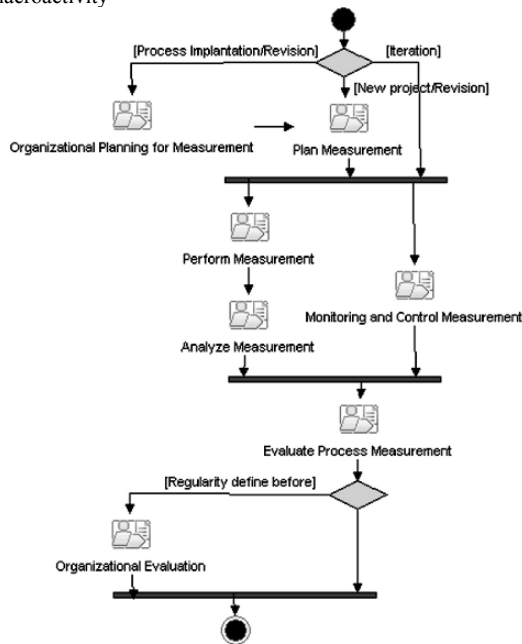 [Process Implantation/Revision]
[Iteration]
[New project/Revision]
Organizational Planning for Measurement
Plan Measurement
Perform Measurement
Monitoring and Control Measurement
Analyze Measurement
Evaluate Process Measurement
[Regularity define before]
Organizational Evaluation